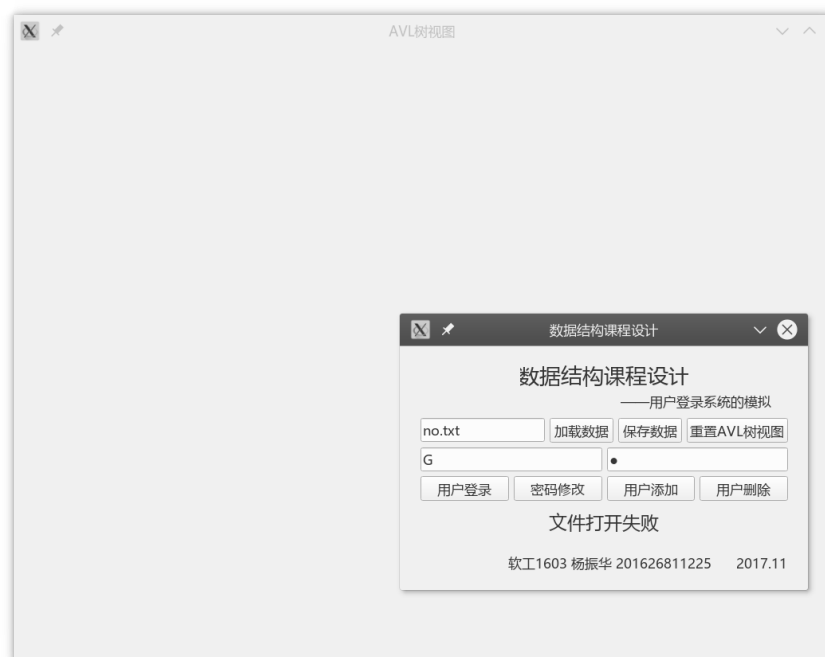 AVL树视图
数据结构课程设计
数据结构课程设计
——用户登录系统的模拟
no.txt 加载数据 保存数据 重置AVL树视图
G ●
用户登录 密码修改 用户添加 用户删除
文件打开失败
软工1603 杨振华 201626811225 2017.11